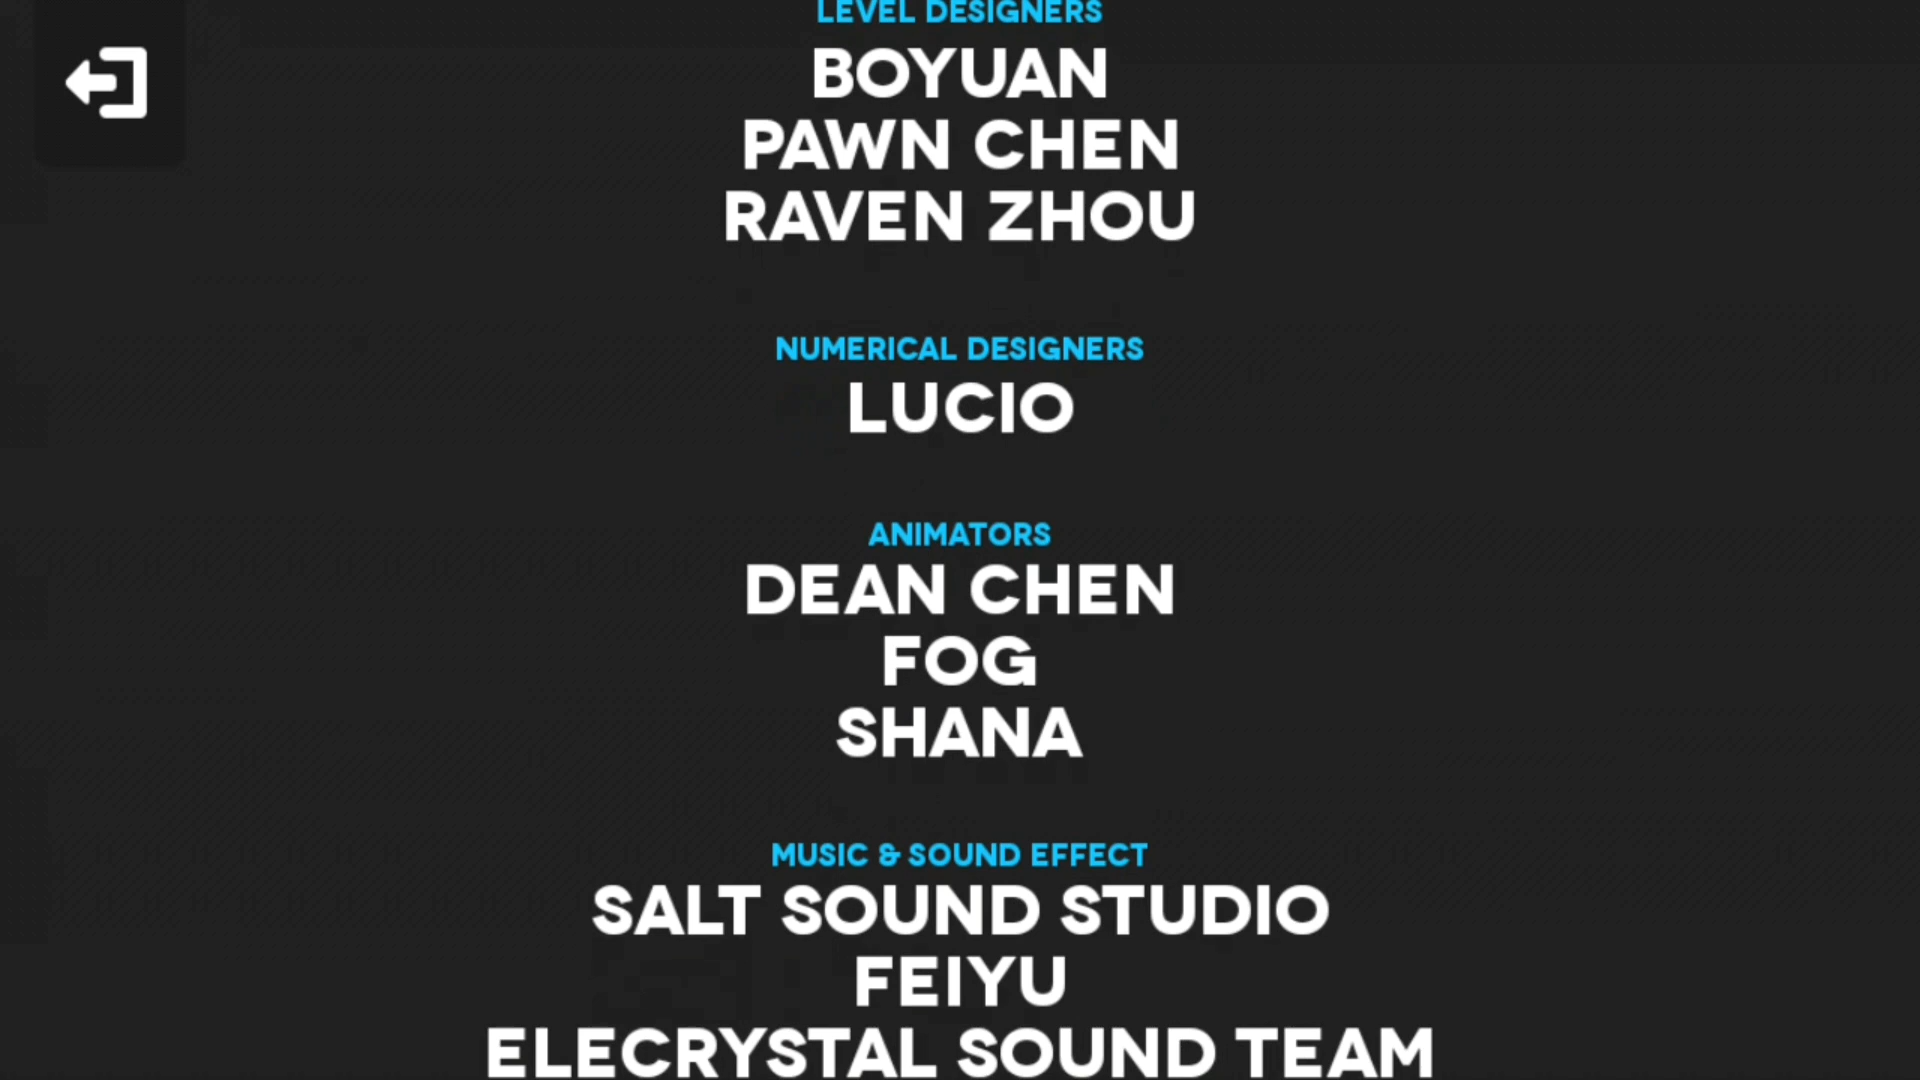 LEVEL DESIGNERS
BOYUAN
PAWN CHEN
RAVEN ZHOU
NUMERICAL DESIGNERS
LUCIO
ANIMATORS
DEAN CHEN
FOG
SHANA
MUSIC & SOUND EFFECT
SALT SOUND STUDIO
FEIYU
ELECRYSTAL SOUND TEAM